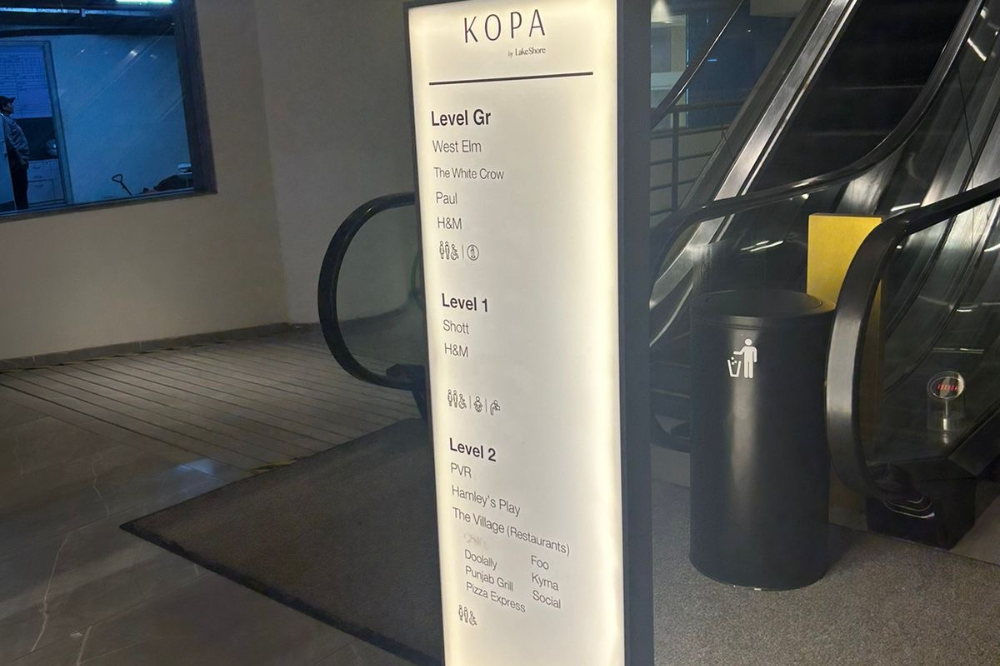 KOPA
by LakeShore
Level Gr
West Elm
The White Crow
Paul
H&M
Level 1
Shott
H&M
Level 2
PVR
Hamley's Play
The Village (Restaurants)
Doolally Foo
Punjab Grill Kyma
Pizza Express Social